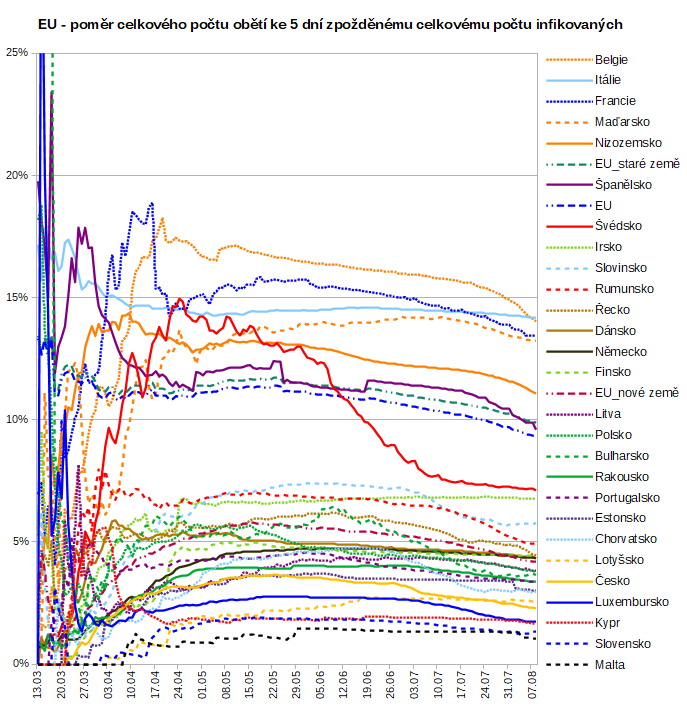 EU - poměr celkového počtu obětí ke 5 dní zpožděnému celkovému počtu infikovaných
25%
20%
15%
10%
5%
0%
13.03
20.03
27.03
03.04
10.04
17.04
24.04
01.05
08.05
15.05
22.05
29.05
05.06
12.06
19.06
26.06
03.07
10.07
17.07
24.07
31.07
07.08
Belgie
Itálie
Francie
Maďarsko
Nizozemsko
EU_staré země
Španělsko
EU
Švédsko
Irsko
Slovinsko
Rumunsko
Řecko
Dánsko
Německo
Finsko
EU_nové země
Litva
Polsko
Bulharsko
Rakousko
Portugalsko
Estonsko
Chorvatsko
Lotyšsko
Česko
Luxembursko
Kypr
Slovensko
Malta